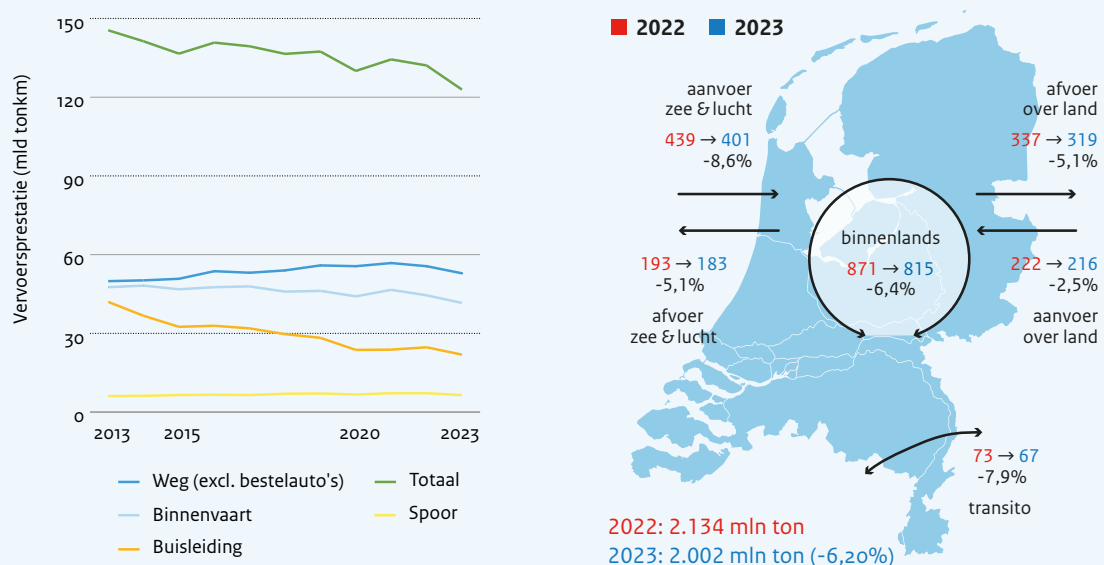 Vervoersprestatie (mld tonkm)
150
120
90
60
30
0
2013 2015 2020 2023
Weg (excl. bestelauto's)
Binnenvaart
Buisleiding
Totaal
Spoor
2022 2023
aanvoer
zee & lucht
439 → 401
-8,6%
afvoer
over land
337 → 319
-5,1%
binnenlands
871 → 815
-6,4%
193 → 183
-5,1%
afvoer
zee & lucht
222 → 216
-2,5%
aanvoer
over land
73 → 67
-7,9%
transito
2022: 2.134 mln ton
2023: 2.002 mln ton (-6,20%)